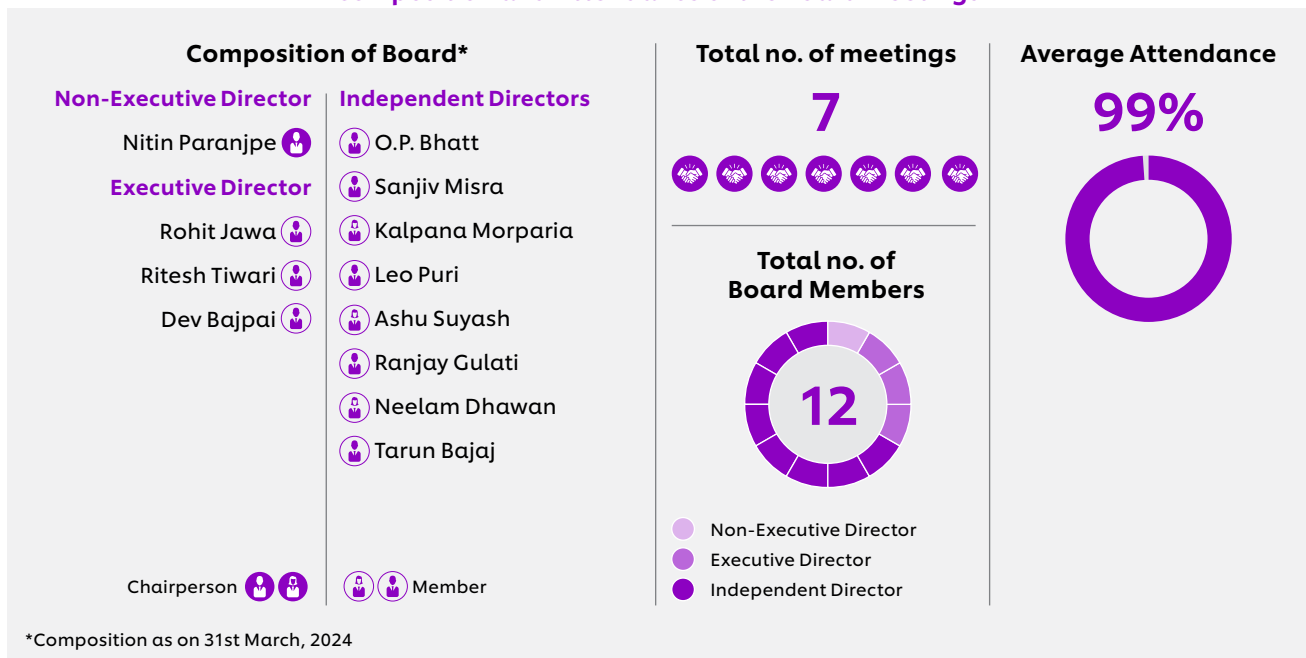 Composition of Board*
Non-Executive Director
Nitin Paranjpe
Executive Director
Rohit Jawa
Ritesh Tiwari
Dev Bajpai
Independent Directors
O.P. Bhatt
Sanjiv Misra
Kalpana Morparia
Leo Puri
Ashu Suyash
Ranjay Gulati
Neelam Dhawan
Tarun Bajaj
Chairperson
Member
Total no. of meetings
7
Total no. of
Board Members
12
Non-Executive Director
Executive Director
Independent Director
Average Attendance
99%
*Composition as on 31st March, 2024